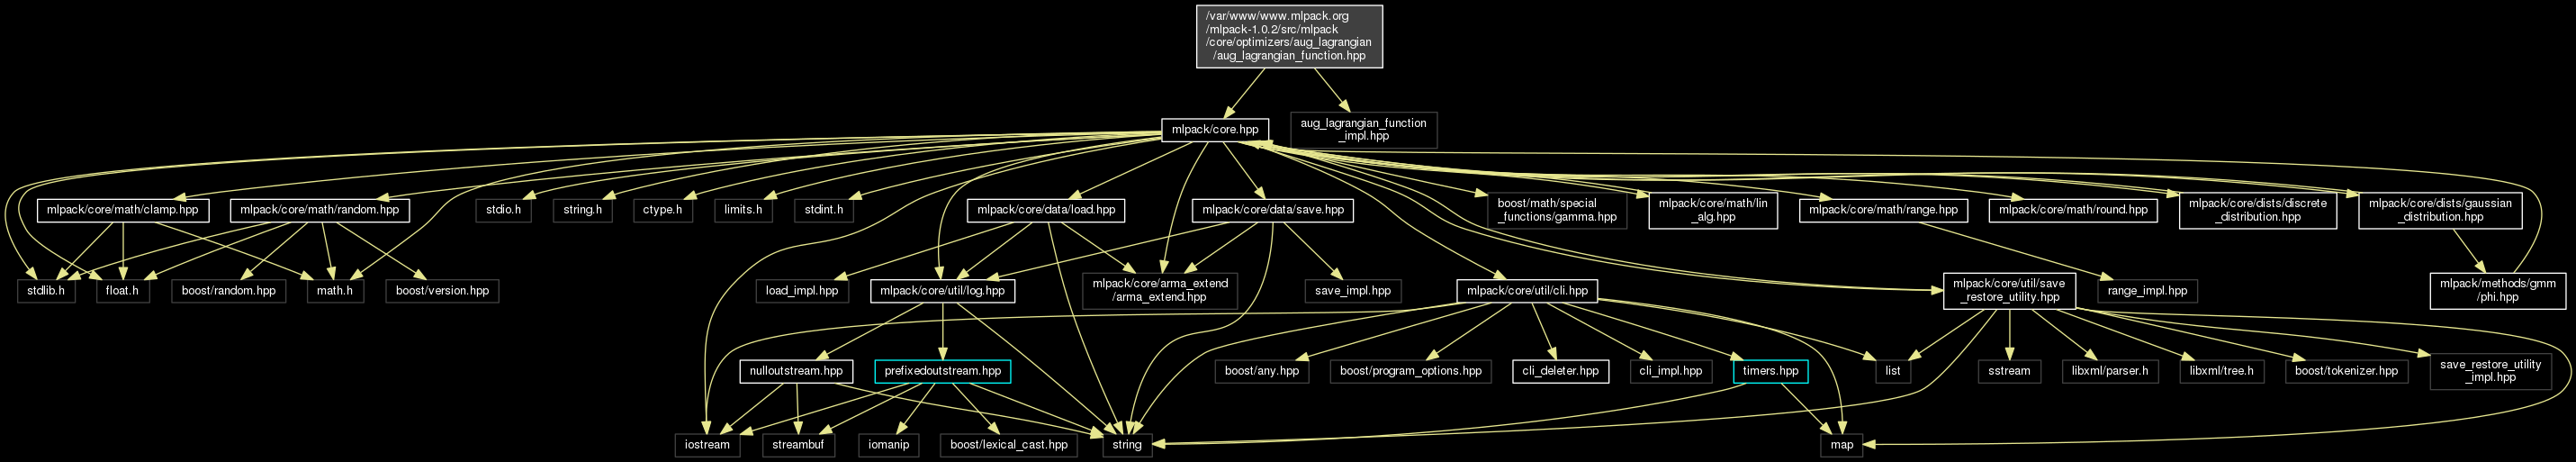 /var/www/www.mlpack.org
/mlpack-1.0.2/src/mlpack
/core/optimizers/aug_lagrangian
/aug_lagrangian_function.hpp
mlpack/core.hpp
aug_lagrangian_function
_impl.hpp
mlpack/core/math/clamp.hpp
mlpack/core/math/random.hpp
stdio.h
string.h
ctype.h
limits.h
stdint.h
mlpack/core/data/load.hpp
mlpack/core/data/save.hpp
boost/math/special
_functions/gamma.hpp
mlpack/core/math/lin
_alg.hpp
mlpack/core/math/range.hpp
mlpack/core/math/round.hpp
mlpack/core/dists/discrete
_distribution.hpp
mlpack/core/dists/gaussian
_distribution.hpp
stdlib.h
float.h
boost/random.hpp
math.h
boost/version.hpp
load_impl.hpp
mlpack/core/util/log.hpp
mlpack/core/arma_extend
/arma_extend.hpp
save_impl.hpp
mlpack/core/util/cli.hpp
mlpack/core/util/save
_restore_utility.hpp
range_impl.hpp
mlpack/methods/gmm
/phi.hpp
nulloutstream.hpp
prefixedoutstream.hpp
boost/any.hpp
boost/program_options.hpp
cli_deleter.hpp
cli_impl.hpp
timers.hpp
list
sstream
libxml/parser.h
libxml/tree.h
boost/tokenizer.hpp
save_restore_utility
_impl.hpp
iostream
streambuf
iomanip
boost/lexical_cast.hpp
string
map